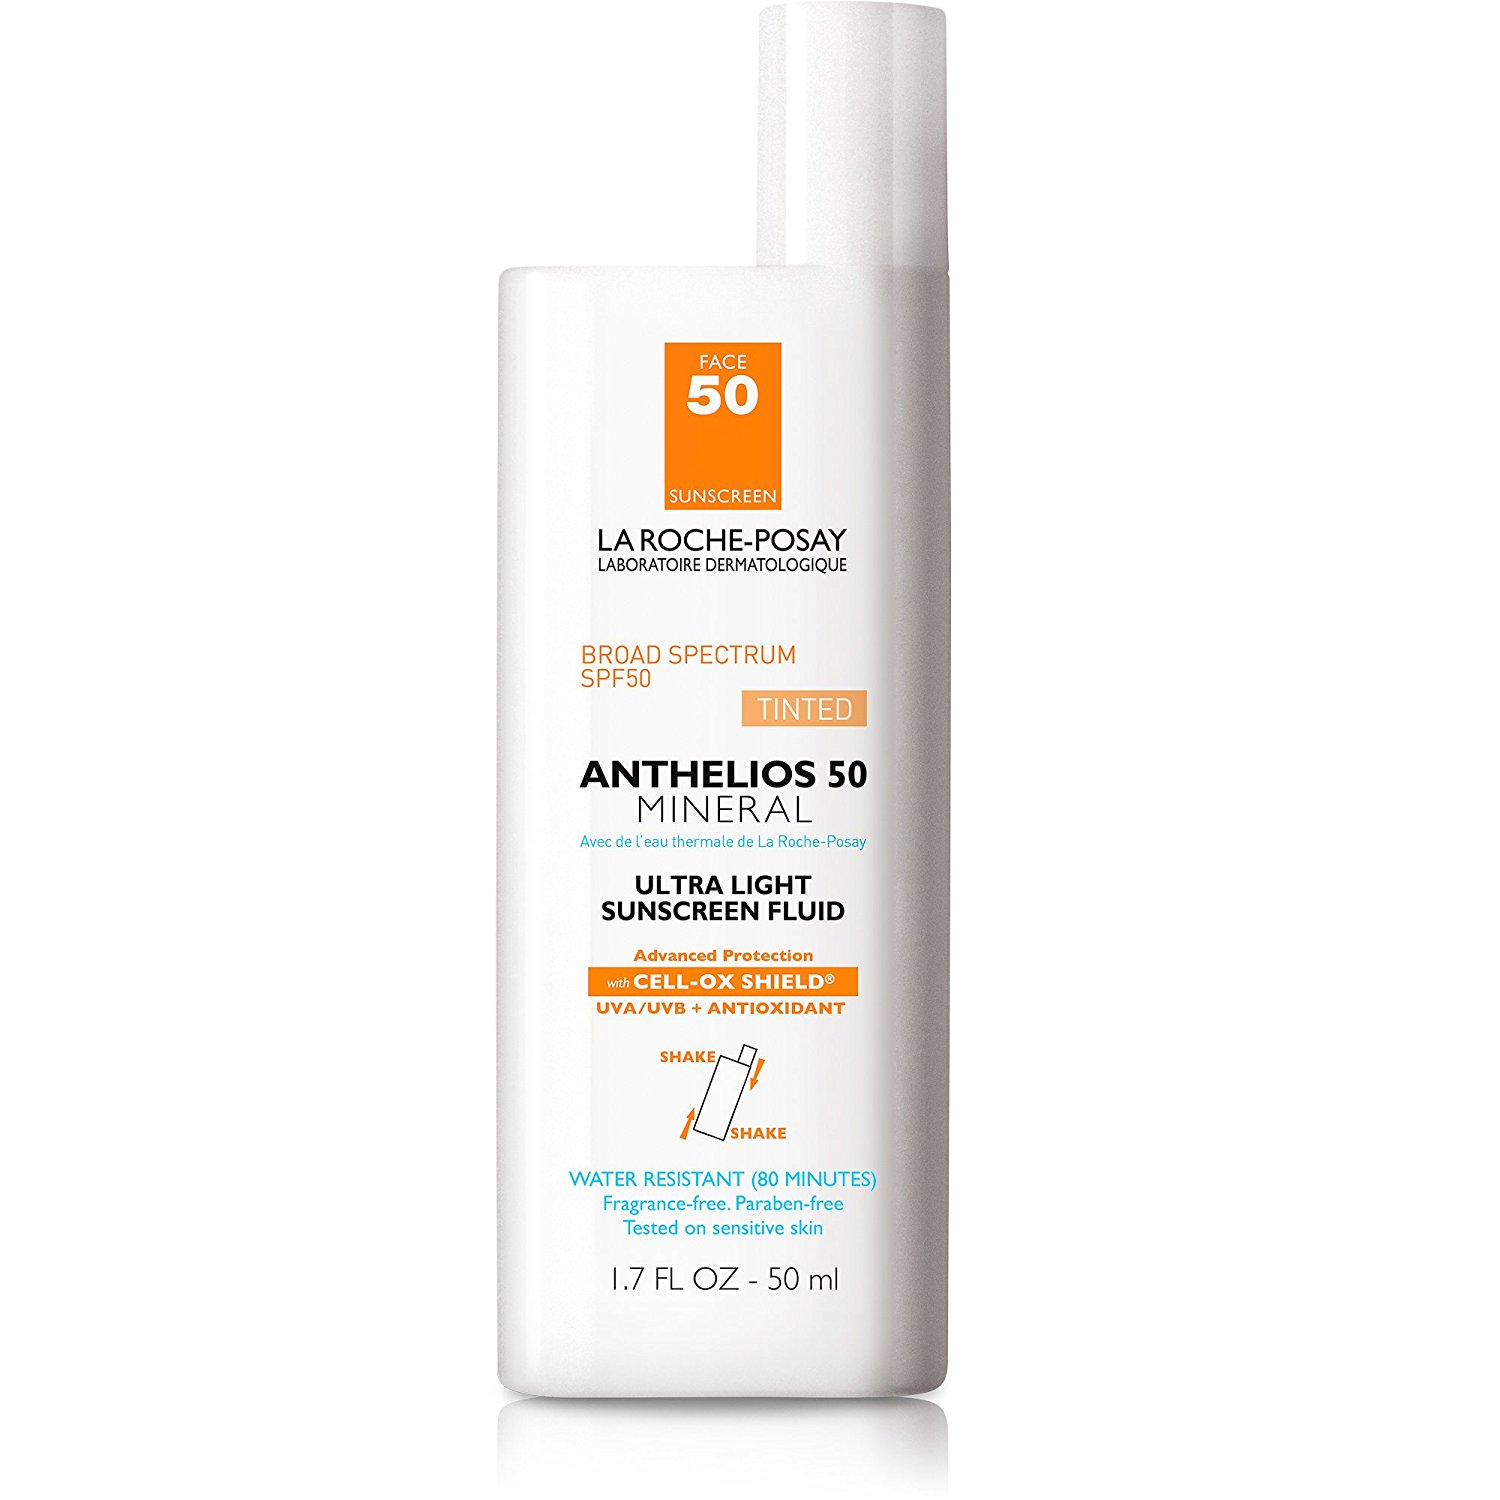 FACE
50
SUNSCREEN
LA ROCHE-POSAY
LABORATOIRE DERMATOLOGIQUE
BROAD SPECTRUM
SPF50
TINTED
ANTHELIOS 50
MINERAL
Avec de l'eau thermale de La Roche-Posay
ULTRA LIGHT
SUNSCREEN FLUID
Advanced Protection
with CELL-OX SHIELD®
UVA/UVB + ANTIOXIDANT
SHAKE
SHAKE
WATER RESISTANT (80 MINUTES)
Fragrance-free. Paraben-free
Tested on sensitive skin
1.7 FL OZ - 50 ml